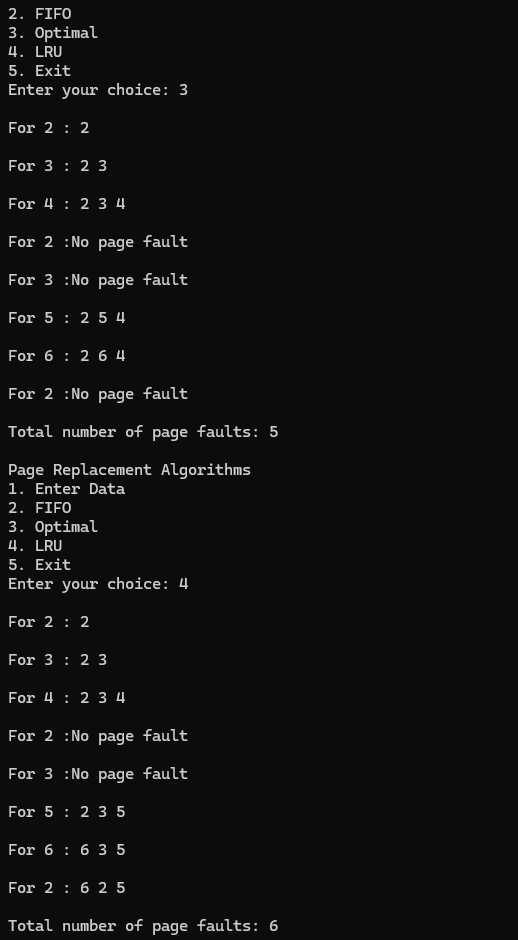 2. FIFO
3. Optimal
4. LRU
5. Exit
Enter your choice: 3
For 2 : 2
For 3 : 2 3
For 4 : 2 3 4
For 2 :No page fault
For 3 :No page fault
For 5 : 2 5 4
For 6 : 2 6 4
For 2 :No page fault
Total number of page faults: 5
Page Replacement Algorithms
1. Enter Data
2. FIFO
3. Optimal
4. LRU
5. Exit
Enter your choice: 4
For 2 : 2
For 3 : 2 3
For 4 : 2 3 4
For 2 :No page fault
For 3 :No page fault
For 5 : 2 3 5
For 6 : 6 3 5
For 2 : 6 2 5
Total number of page faults: 6